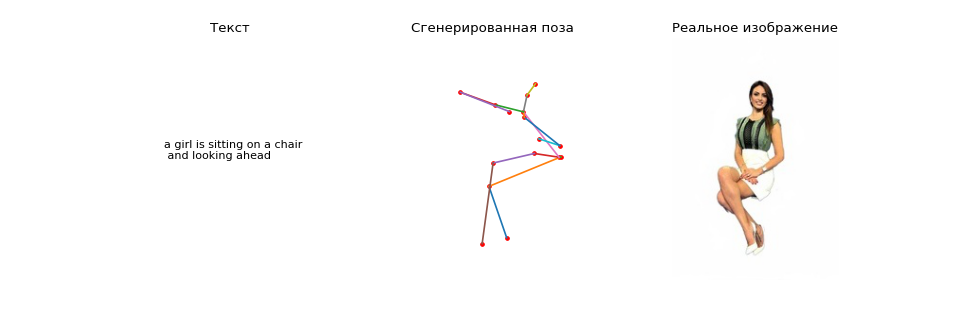 Текст
Сгенерированная поза
Реальное изображение
a girl is sitting on a chair
and looking ahead